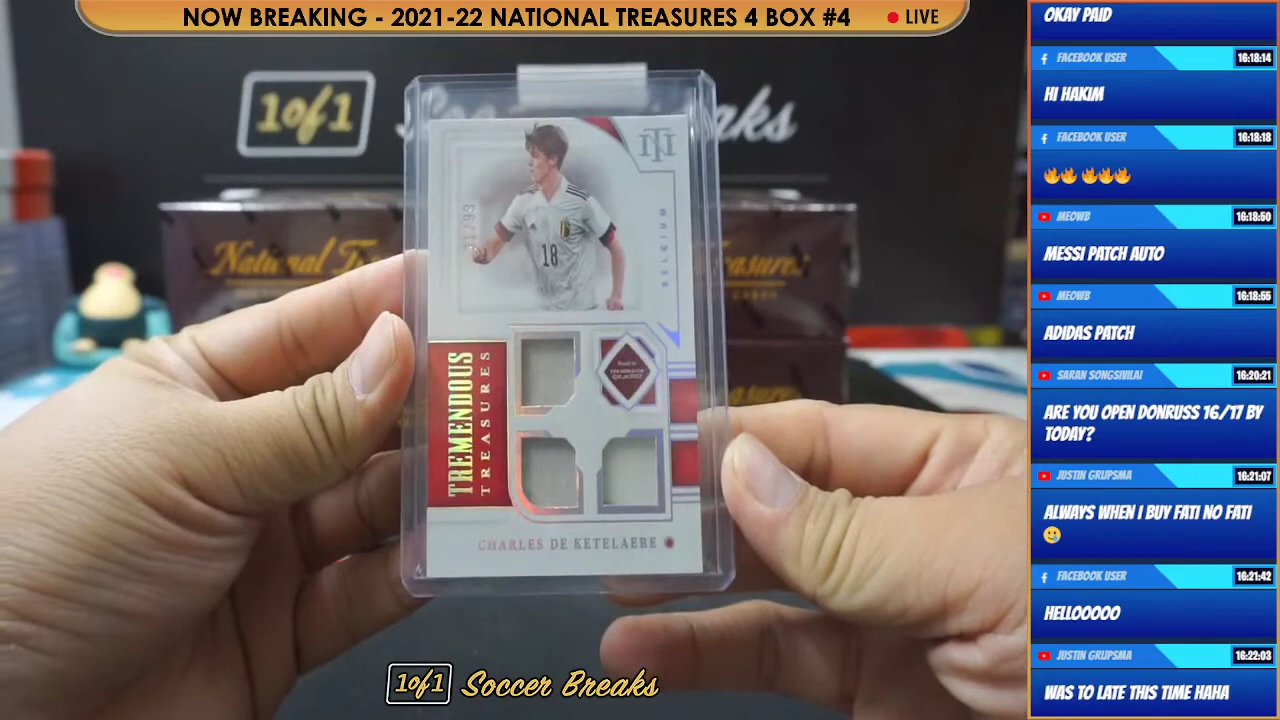 NOW BREAKING - 2021-22 NATIONAL TREASURES 4 BOX #4
LIVE
1of1
National
BELGIUM
18
TREMENDOUS
TREASURES
CHARLES DE KETELAERE
1of1 Soccer Breaks
OKAY PAID
FACEBOOK USER 16:18:14
HI HAKIM
FACEBOOK USER 16:18:18
🔥🔥 🔥🔥🔥
MEOWB 16:18:50
MESSI PATCH AUTO
MEOWB 16:18:55
ADIDAS PATCH
SARAN SONGSIVILAI 16:20:21
ARE YOU OPEN DONRUSS 16/17 BY
TODAY?
JUSTIN GRIJPSMA 16:21:07
ALWAYS WHEN I BUY FATI NO FATI
🥲
FACEBOOK USER 16:21:42
HELLOOOOO
JUSTIN GRIJPSMA 16:22:03
WAS TO LATE THIS TIME HAHA